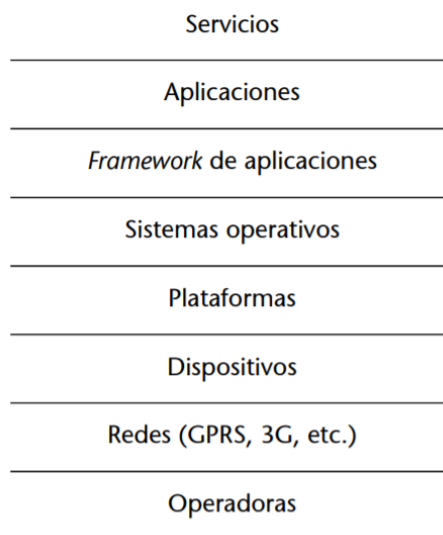 Servicios
Aplicaciones
Framework de aplicaciones
Sistemas operativos
Plataformas
Dispositivos
Redes (GPRS, 3G, etc.)
Operadoras